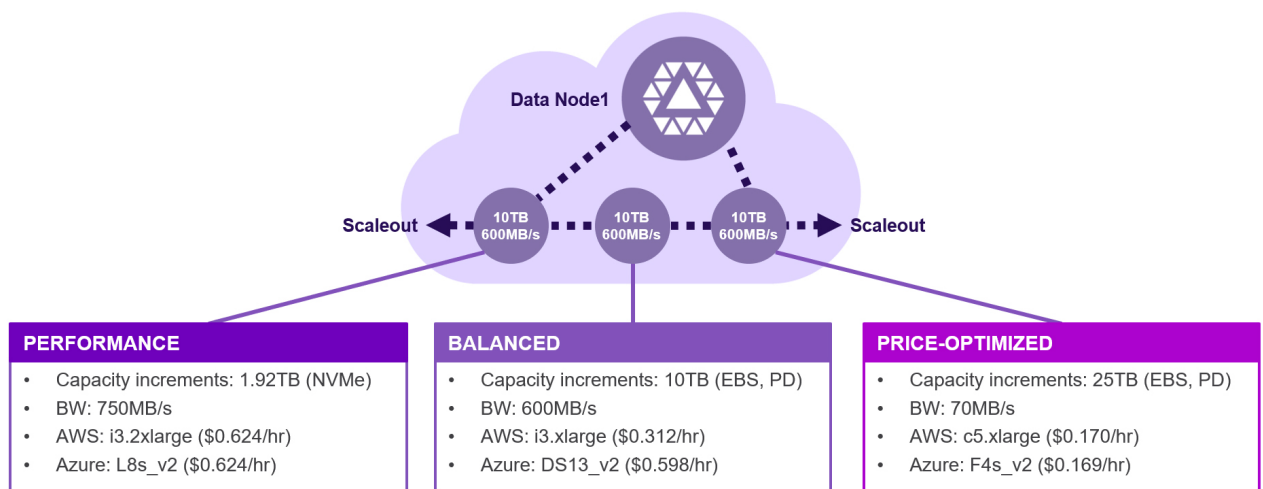 Data Node1
Scaleout
10TB
600MB/s
10TB
600MB/s
10TB
600MB/s
Scaleout
PERFORMANCE
• Capacity increments: 1.92TB (NVMe)
• BW: 750MB/s
• AWS: i3.2xlarge ($0.624/hr)
• Azure: L8s_v2 ($0.624/hr)
BALANCED
• Capacity increments: 10TB (EBS, PD)
• BW: 600MB/s
• AWS: i3.xlarge ($0.312/hr)
• Azure: DS13_v2 ($0.598/hr)
PRICE-OPTIMIZED
• Capacity increments: 25TB (EBS, PD)
• BW: 70MB/s
• AWS: c5.xlarge ($0.170/hr)
• Azure: F4s_v2 ($0.169/hr)